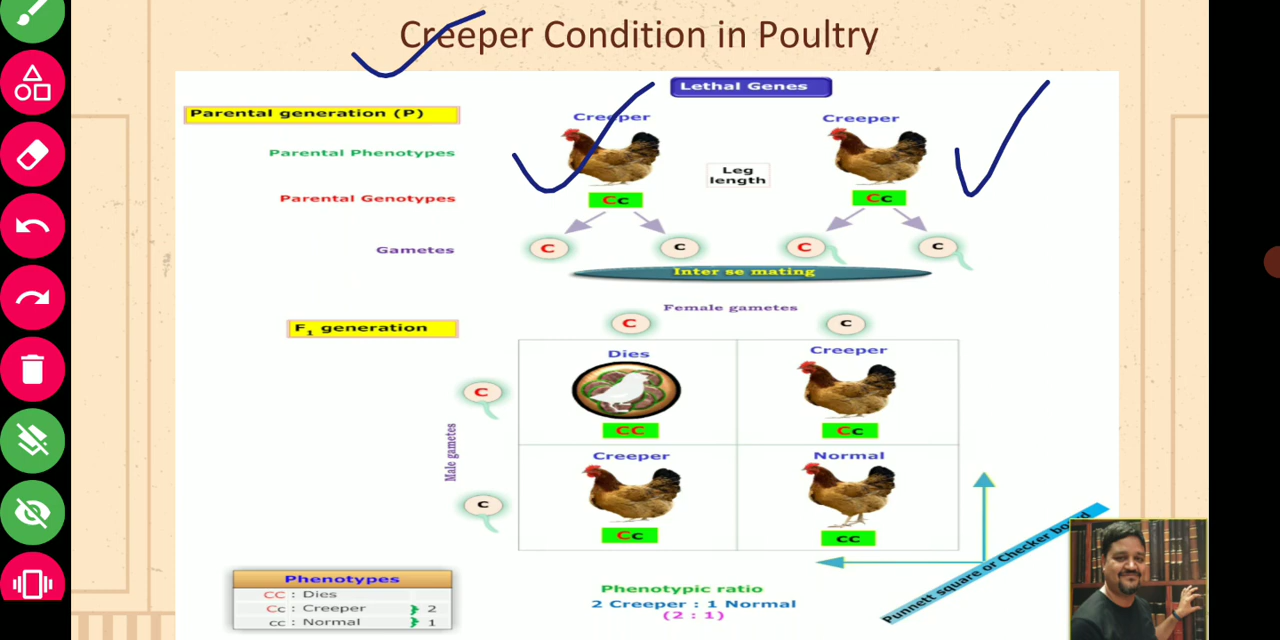 Creeper Condition in Poultry
Lethal Genes
Parental generation (P)
Creeper
Creeper
Parental Phenotypes
Leg
length
Parental Genotypes
Cc
Cc
Gametes
C
c
C
c
Inter se mating
Female gametes
F1 generation
C
c
Dies
Creeper
C
CC
Cc
Male gametes
Creeper
Normal
c
Cc
cc
Punnett square or Checker board
Phenotypes
CC : Dies
Cc : Creeper } 2
cc : Normal } 1
Phenotypic ratio
2 Creeper : 1 Normal
(2 : 1)